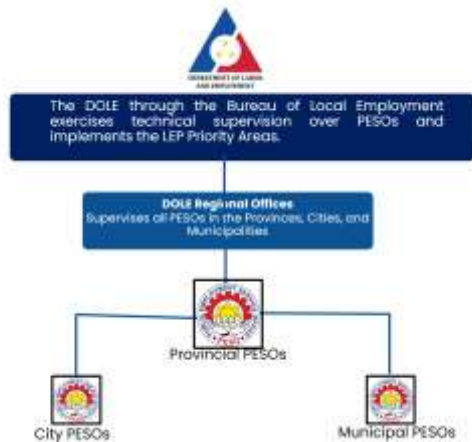 DEPARTMENT OF LABOR
AND EMPLOYMENT
The DOLE through the Bureau of Local Employment
exercises technical supervision over PESOs and
implements the LEP Priority Areas.
DOLE Regional Offices
Supervises all PESOs in the Provinces, Cities, and
Municipalities
Provincial PESOs
City PESOs
Municipal PESOs